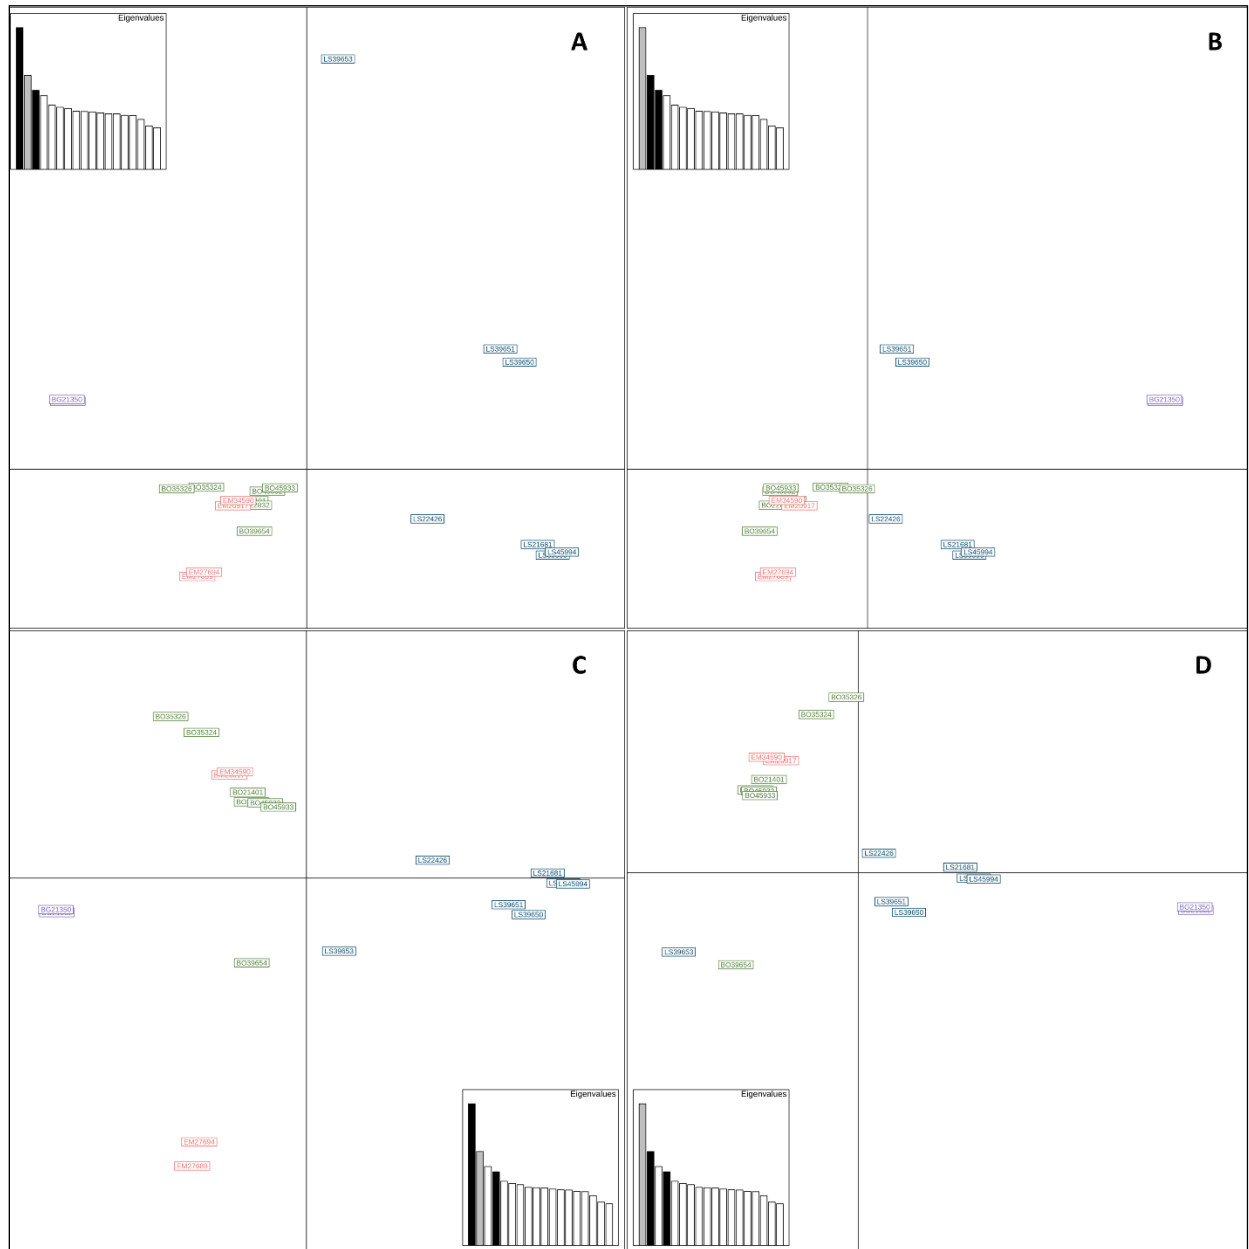 Eigenvalues
A
LS39653
LS39651
LS39650
BG21350
BO35326
BO35324
BO45933
EM34590
LS22426
BO39654
LS21681
LS45994
EM27694
Eigenvalues
B
LS39651
LS39650
BG21350
BO45933
BO35326
EM34590
LS22426
BO39654
LS21681
LS45994
EM27694
C
BO35326
BO35324
EM34590
BO21401
BO45933
LS22426
LS21681
LS45994
BG21350
LS39651
LS39650
LS39653
BO39654
EM27694
EM27689
Eigenvalues
D
BO35326
BO35324
EM34590
BO21401
BO45933
LS22426
LS21681
LS45994
LS39651
LS39650
BG21350
LS39653
BO39654
Eigenvalues